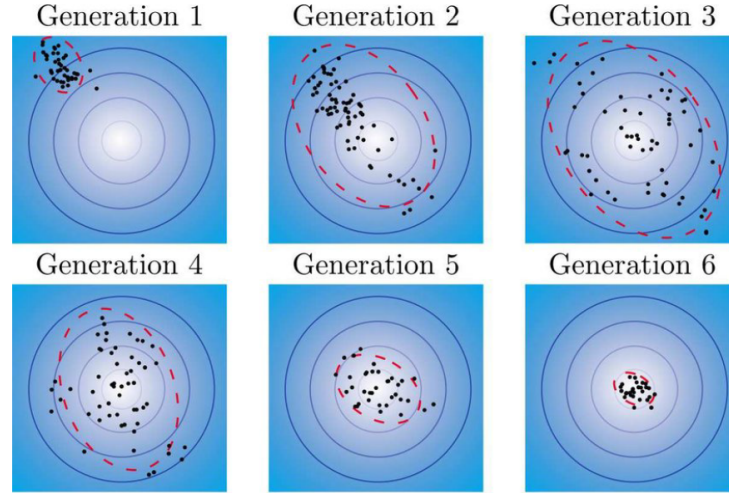 Generation 1
Generation 2
Generation 3
Generation 4
Generation 5
Generation 6